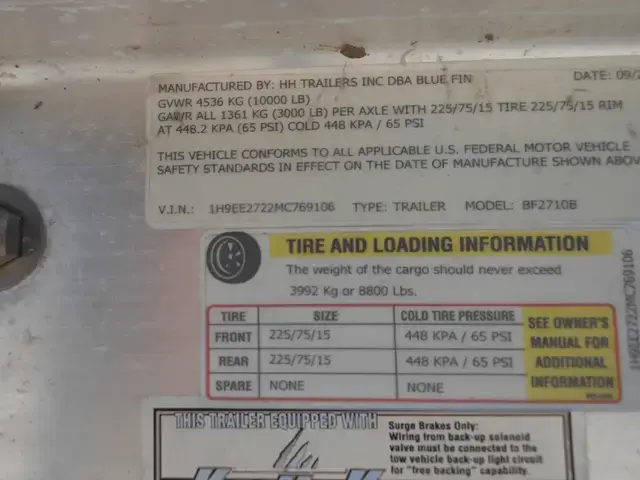 MANUFACTURED BY: HH TRAILERS INC DBA BLUE FIN DATE: 09/2
GVWR 4536 KG (10000 LB)
GAWR ALL 1361 KG (3000 LB) PER AXLE WITH 225/75/15 TIRE 225/75/15 RIM
AT 448.2 KPA (65 PSI) COLD 448 KPA / 65 PSI
THIS VEHICLE CONFORMS TO ALL APPLICABLE U.S. FEDERAL MOTOR VEHICLE
SAFETY STANDARDS IN EFFECT ON THE DATE OF MANUFACTURE SHOWN ABOV
V.I.N.: 1H9EE2722MC769106 TYPE: TRAILER MODEL: BF2710B
TIRE AND LOADING INFORMATION
The weight of the cargo should never exceed
3992 Kg or 8800 Lbs.
TIRE SIZE COLD TIRE PRESSURE
FRONT 225/75/15 448 KPA / 65 PSI
REAR 225/75/15 448 KPA / 65 PSI
SPARE NONE NONE
SEE OWNER'S
MANUAL FOR
ADDITIONAL
INFORMATION
1H9EE2722MC769106
THIS TRAILER EQUIPPED WITH
Surge Brakes Only:
Wiring from back-up solenoid
valve must be connected to the
tow vehicle back-up light circuit
for "free backing" capability.